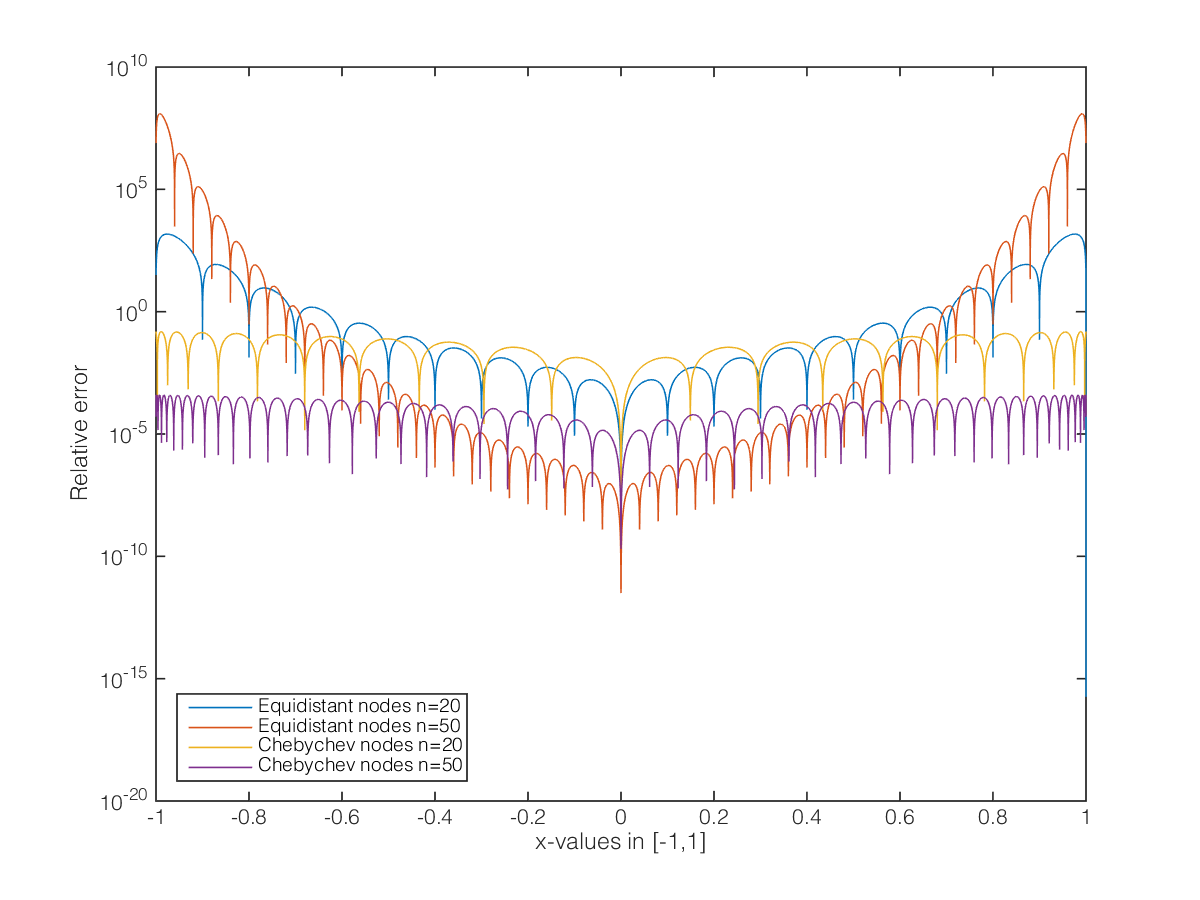 10^10
10^5
10^0
10^-5
10^-10
10^-15
10^-20
Relative error
Equidistant nodes n=20
Equidistant nodes n=50
Chebychev nodes n=20
Chebychev nodes n=50
-1 -0.8 -0.6 -0.4 -0.2 0 0.2 0.4 0.6 0.8 1
x-values in [-1,1]